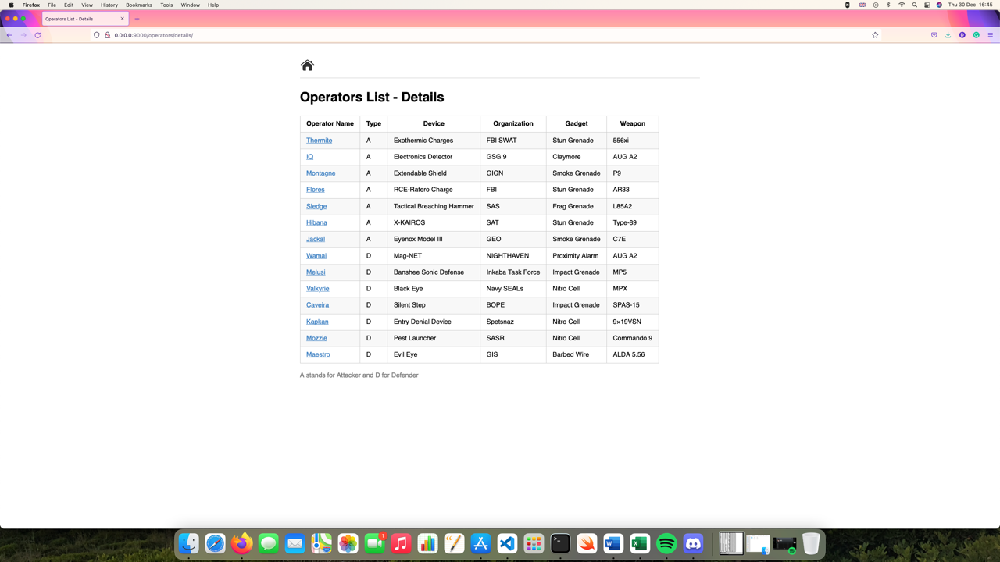 Firefox File Edit View History Bookmarks Tools Window Help Thu 30 Dec 16:45
Operators List - Details
0.0.0.0:9000/operators/details/
Operators List - Details
Operator Name Type Device Organization Gadget Weapon
Thermite A Exothermic Charges FBI SWAT Stun Grenade 556xi
IQ A Electronics Detector GSG 9 Claymore AUG A2
Montagne A Extendable Shield GIGN Smoke Grenade P9
Flores A RCE-Ratero Charge FBI Stun Grenade AR33
Sledge A Tactical Breaching Hammer SAS Frag Grenade L85A2
Hibana A X-KAIROS SAT Stun Grenade Type-89
Jackal A Eyenox Model III GEO Smoke Grenade C7E
Wamai D Mag-NET NIGHTHAVEN Proximity Alarm AUG A2
Melusi D Banshee Sonic Defense Inkaba Task Force Impact Grenade MP5
Valkyrie D Black Eye Navy SEALs Nitro Cell MPX
Caveira D Silent Step BOPE Impact Grenade SPAS-15
Kapkan D Entry Denial Device Spetsnaz Nitro Cell 9×19VSN
Mozzie D Pest Launcher SASR Nitro Cell Commando 9
Maestro D Evil Eye GIS Barbed Wire ALDA 5.56
A stands for Attacker and D for Defender
1